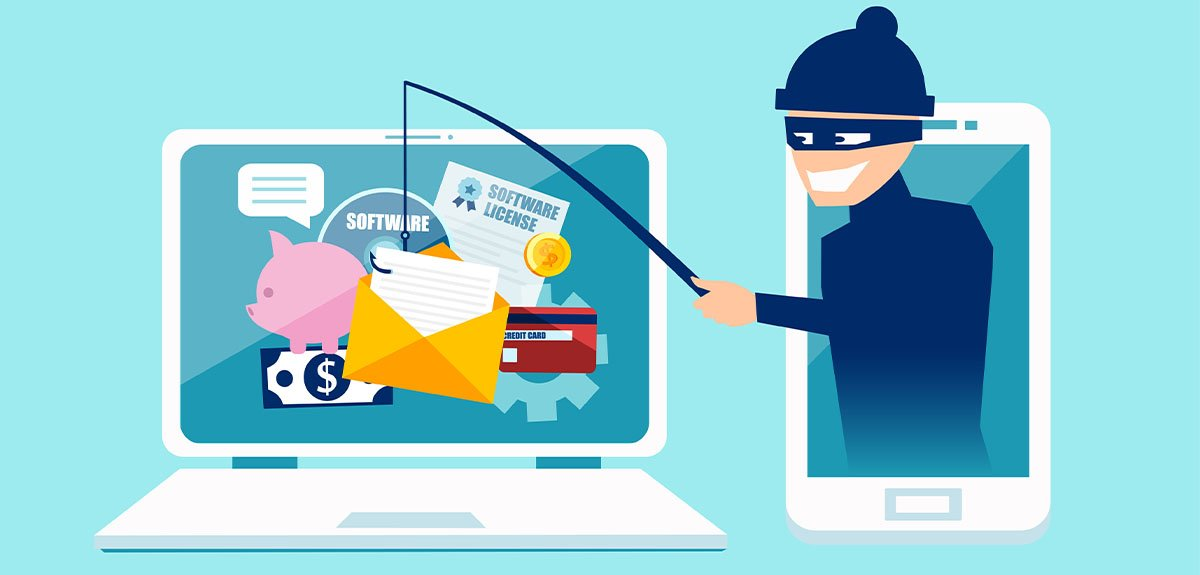 SOFTWARE
SOFTWARE
LICENSE
$
CREDIT CARD
$